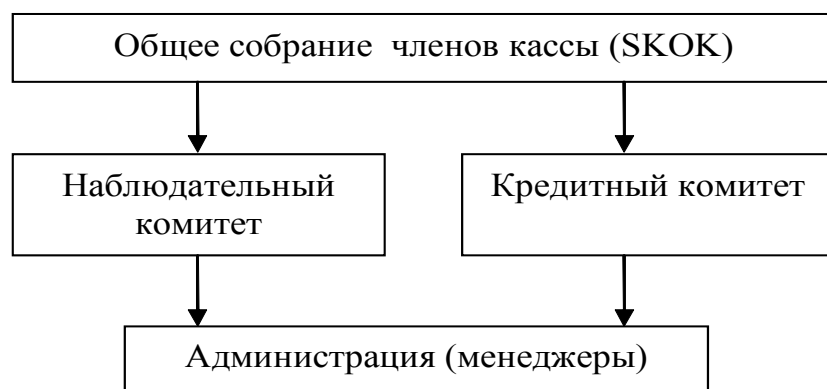 Общее собрание членов кассы (SKOK)
Наблюдательный
комитет
Кредитный комитет
Администрация (менеджеры)